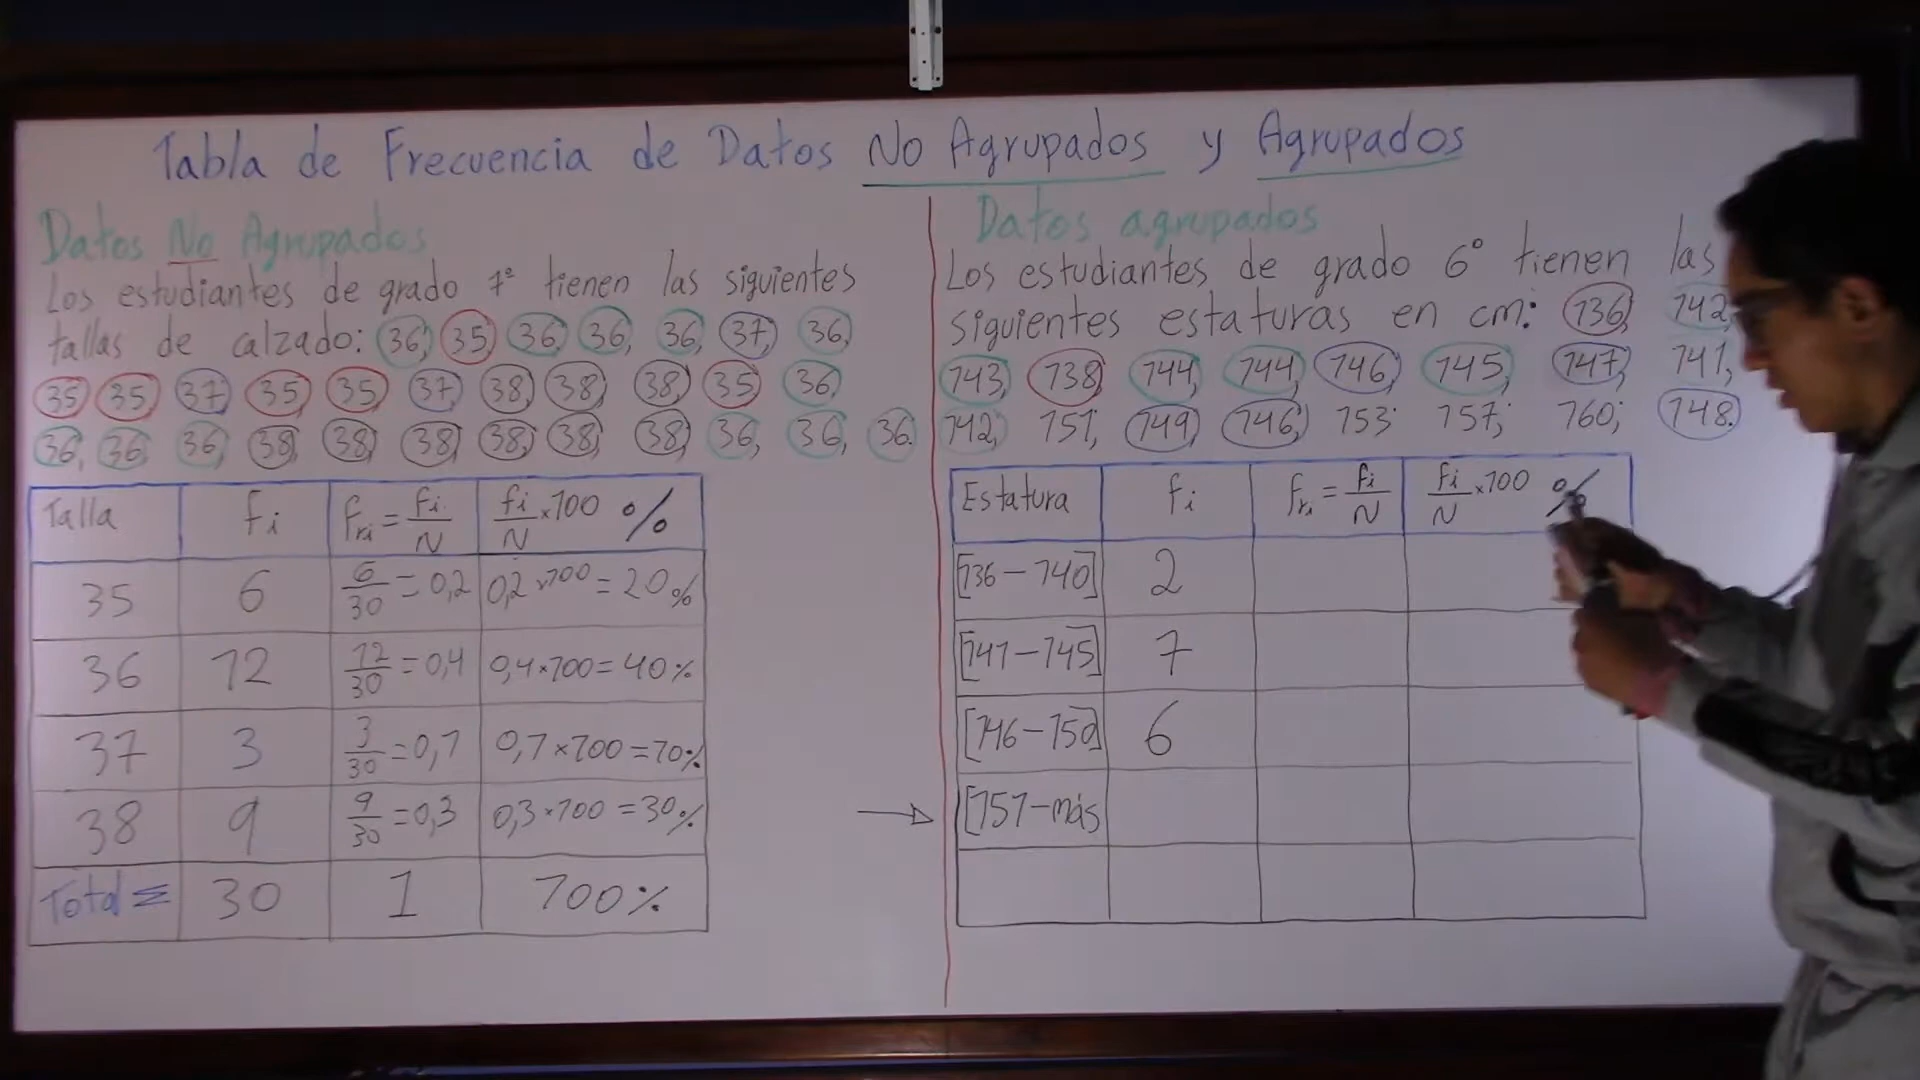 Tabla de Frecuencia de Datos No Agrupados y Agrupados
Datos No Agrupados
Los estudiantes de grado 7° tienen las siguientes
tallas de calzado: 36, 35, 36, 36, 36, 37, 36,
35, 35, 37, 35, 35, 37, 38, 38, 38, 35, 36,
36, 36, 36, 38, 38, 38, 38, 38, 38, 36, 36, 36.
Talla fi fri = fi/N fi/N ×100 %
35 6 6/30 = 0,2 0,2 ×100 = 20%
36 12 12/30 = 0,4 0,4 ×100 = 40%
37 3 3/30 = 0,1 0,1 ×100 = 10%
38 9 9/30 = 0,3 0,3 ×100 = 30%
Total Σ 30 1 100%
Datos agrupados
Los estudiantes de grado 6° tienen las
siguientes estaturas en cm: 136, 142,
143, 138, 144, 144, 146, 145, 147, 141,
142, 151, 149, 146, 153; 157; 160; 148.
Estatura fi fri = fi/N fi/N ×100 %
[136 – 140] 2
[141 – 145] 7
[146 – 150] 6
[151 – más